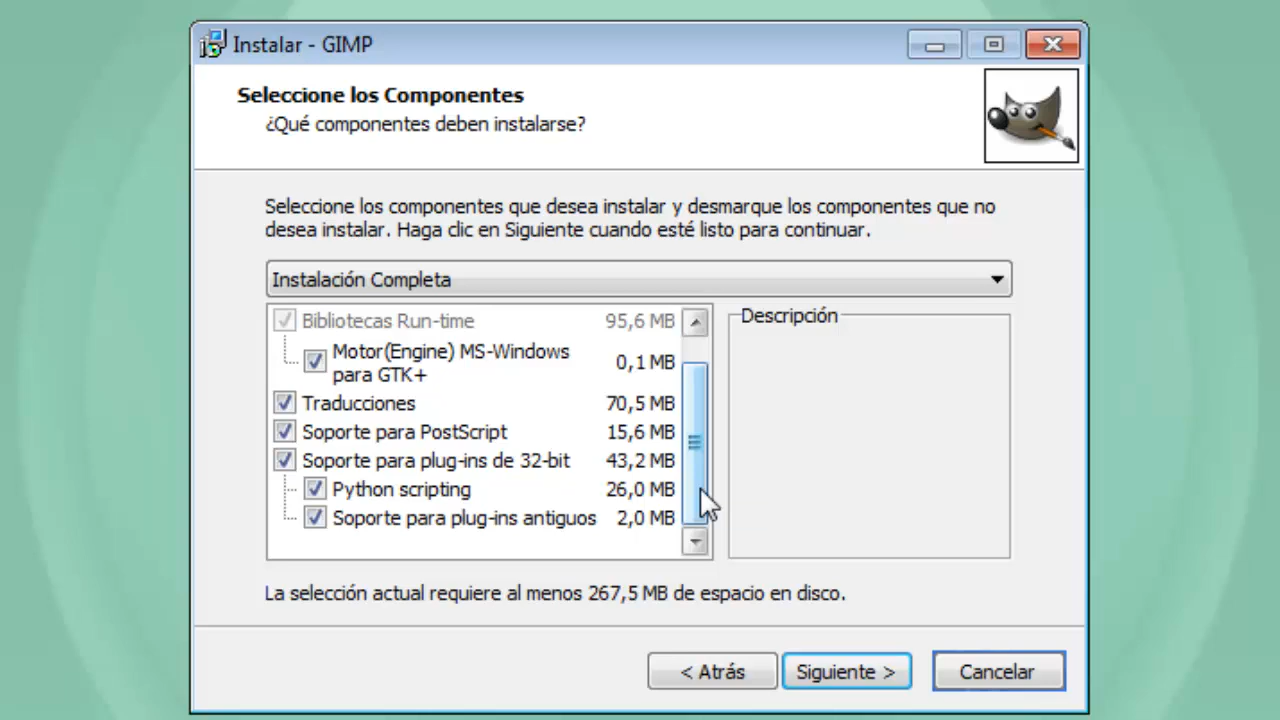 Instalar - GIMP
Seleccione los Componentes
¿Qué componentes deben instalarse?
Seleccione los componentes que desea instalar y desmarque los componentes que no
desea instalar. Haga clic en Siguiente cuando esté listo para continuar.
Instalación Completa
Bibliotecas Run-time 95,6 MB
Motor(Engine) MS-Windows
para GTK+ 0,1 MB
Traducciones 70,5 MB
Soporte para PostScript 15,6 MB
Soporte para plug-ins de 32-bit 43,2 MB
Python scripting 26,0 MB
Soporte para plug-ins antiguos 2,0 MB
Descripción
La selección actual requiere al menos 267,5 MB de espacio en disco.
< Atrás Siguiente > Cancelar